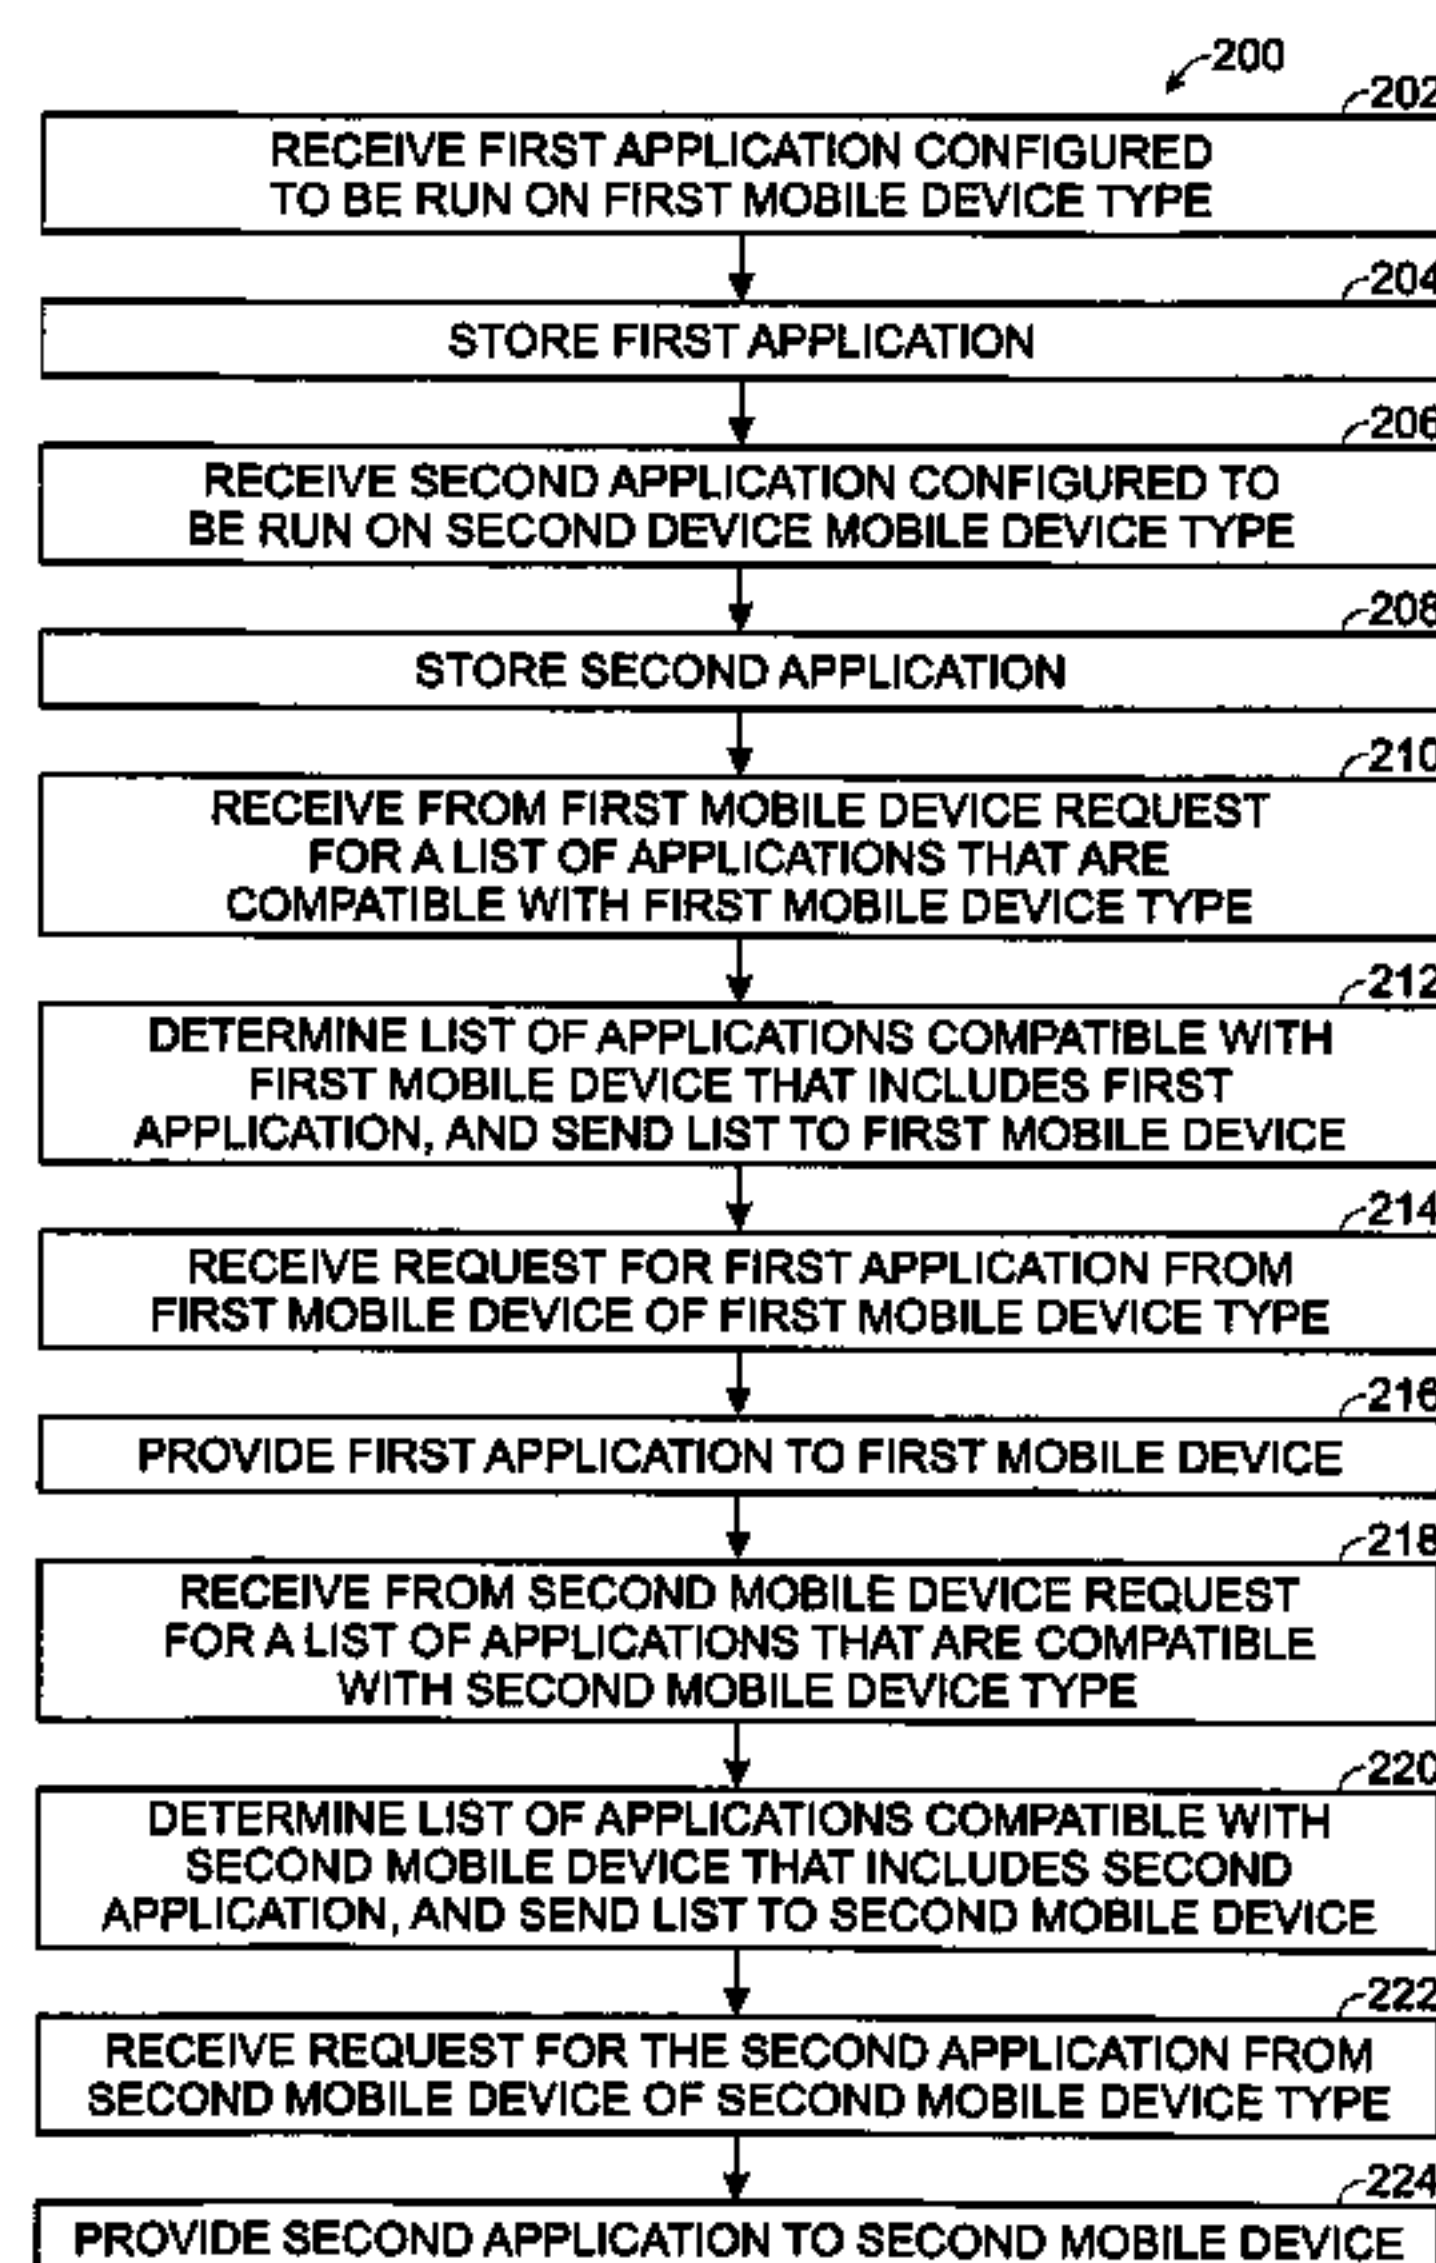 200
202
RECEIVE FIRST APPLICATION CONFIGURED
TO BE RUN ON FIRST MOBILE DEVICE TYPE
204
STORE FIRST APPLICATION
206
RECEIVE SECOND APPLICATION CONFIGURED TO
BE RUN ON SECOND DEVICE MOBILE DEVICE TYPE
208
STORE SECOND APPLICATION
210
RECEIVE FROM FIRST MOBILE DEVICE REQUEST
FOR A LIST OF APPLICATIONS THAT ARE
COMPATIBLE WITH FIRST MOBILE DEVICE TYPE
212
DETERMINE LIST OF APPLICATIONS COMPATIBLE WITH
FIRST MOBILE DEVICE THAT INCLUDES FIRST
APPLICATION, AND SEND LIST TO FIRST MOBILE DEVICE
214
RECEIVE REQUEST FOR FIRST APPLICATION FROM
FIRST MOBILE DEVICE OF FIRST MOBILE DEVICE TYPE
216
PROVIDE FIRST APPLICATION TO FIRST MOBILE DEVICE
218
RECEIVE FROM SECOND MOBILE DEVICE REQUEST
FOR A LIST OF APPLICATIONS THAT ARE COMPATIBLE
WITH SECOND MOBILE DEVICE TYPE
220
DETERMINE LIST OF APPLICATIONS COMPATIBLE WITH
SECOND MOBILE DEVICE THAT INCLUDES SECOND
APPLICATION, AND SEND LIST TO SECOND MOBILE DEVICE
222
RECEIVE REQUEST FOR THE SECOND APPLICATION FROM
SECOND MOBILE DEVICE OF SECOND MOBILE DEVICE TYPE
224
PROVIDE SECOND APPLICATION TO SECOND MOBILE DEVICE